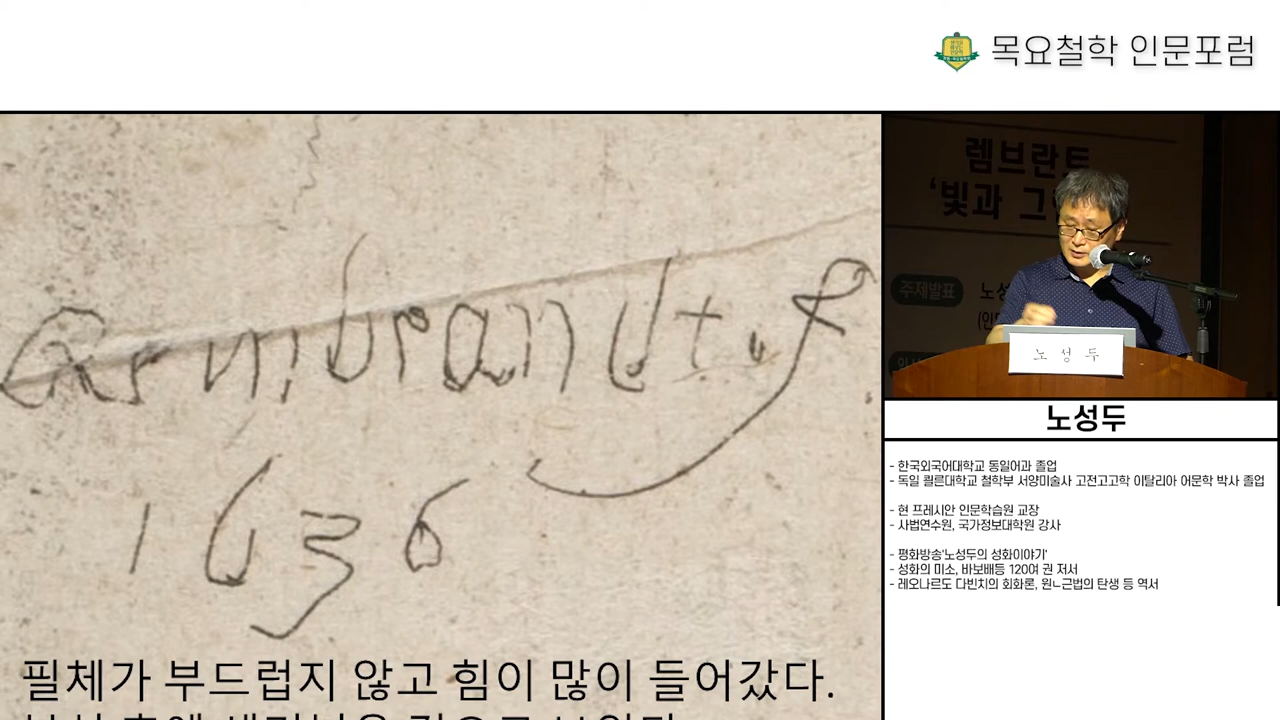 목요철학 인문포럼
Rembrandt. f
1636
필체가 부드럽지 않고 힘이 많이 들어갔다.
렘브란트
'빛과 그
주제발표 노성
노 성 두
노성두
- 한국외국어대학교 독일어과 졸업
- 독일 쾰른대학교 철학부 서양미술사 고전고고학 이탈리아 어문학 박사 졸업
- 현 프레시안 인문학습원 교장
- 사법연수원, 국가정보대학원 강사
- 평화방송'노성두의 성화이야기'
- 성화의 미소, 바보배등 120여 권 저서
- 레오나르도 다빈치의 회화론, 원ㄴ근법의 탄생 등 역서